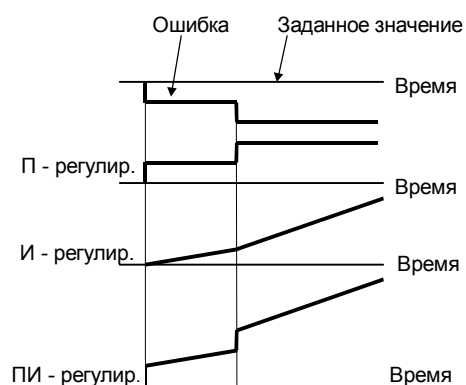 Ошибка
Заданное значение
Время
П - регулир.
Время
И - регулир.
Время
ПИ - регулир.
Время